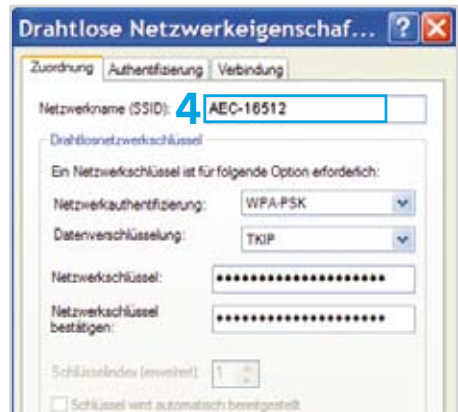 Drahtlose Netzwerkeigenschaf... ?
Zuordnung Authentifizierung Verbindung
Netzwerkname (SSID): 4 AEC-16512
Drahtlosnetzwerkschlüssel
Ein Netzwerkschlüssel ist für folgende Option erforderlich:
Netzwerkauthentifizierung: WPA-PSK
Datenverschlüsselung: TKIP
Netzwerkschlüssel: ••••••••••••••••••••
Netzwerkschlüssel bestätigen: ••••••••••••••••••••
Schlüsselindex (erweitert): 1
Schlüssel wird automatisch bereitgestellt